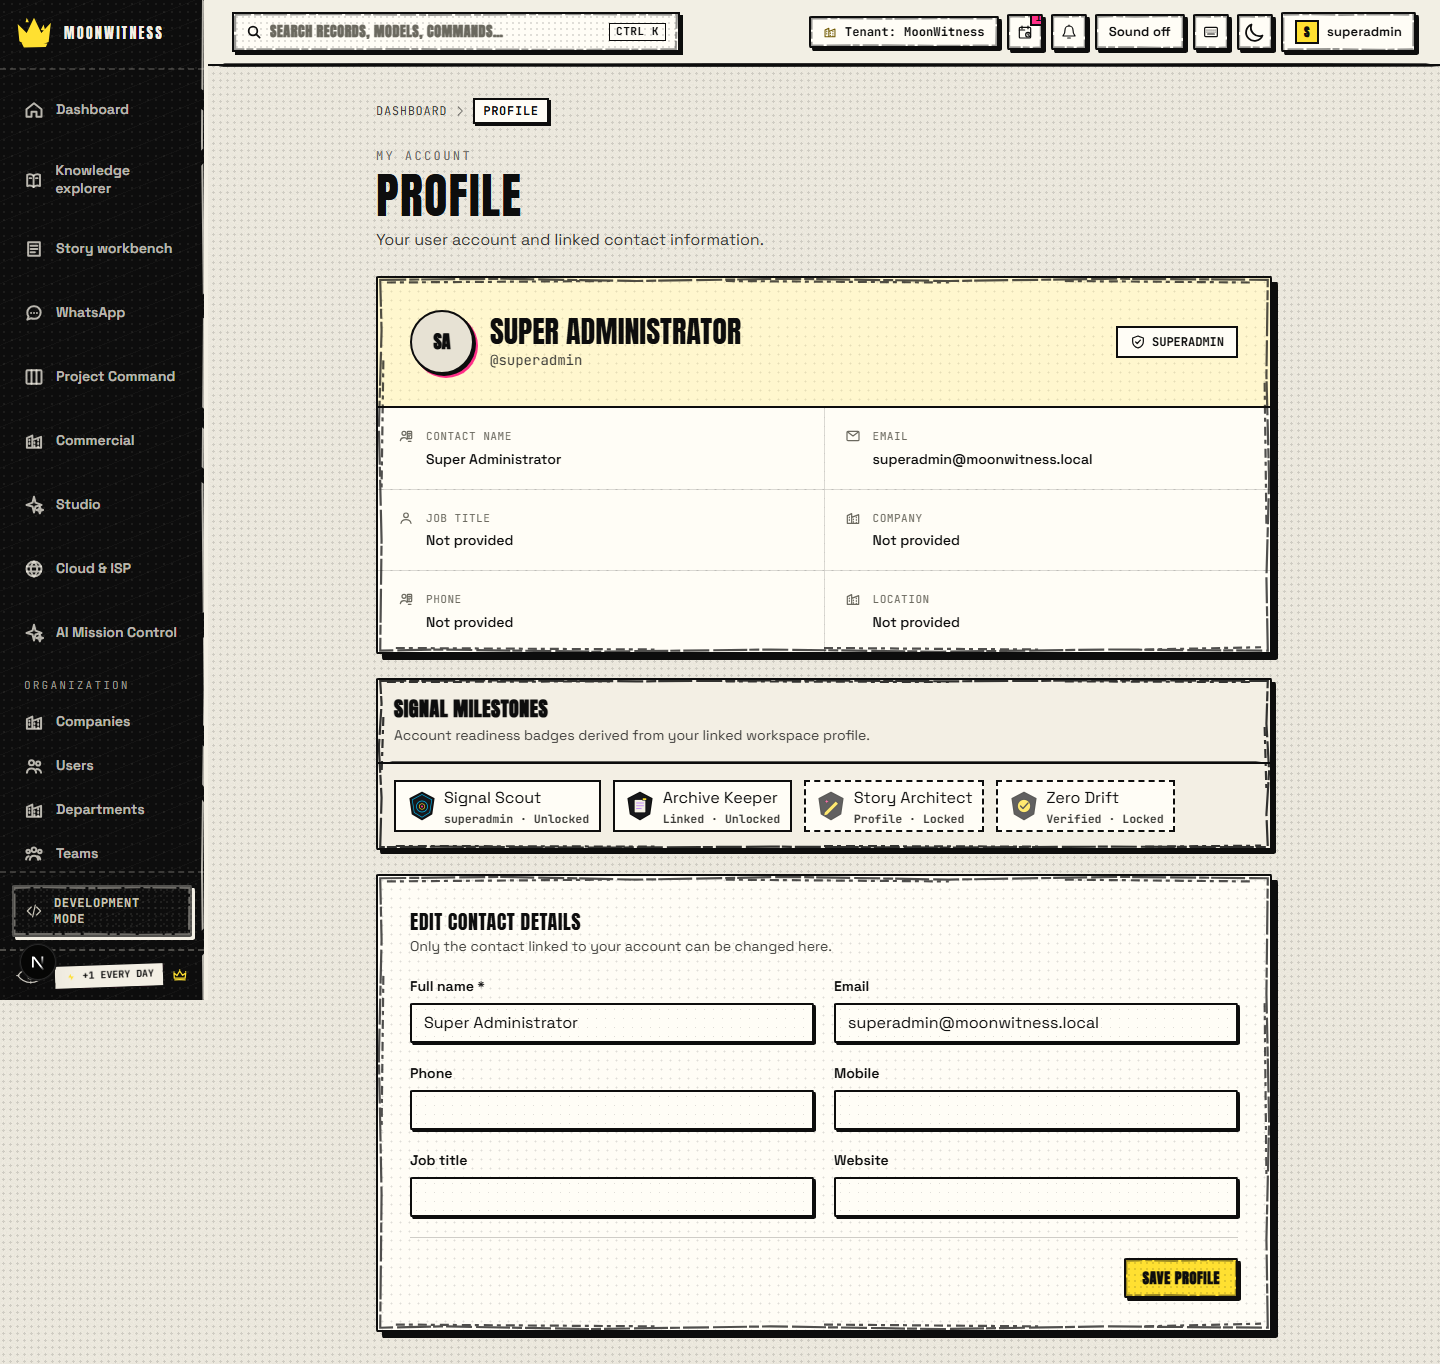 MOONWITNESS
SEARCH RECORDS, MODELS, COMMANDS...
CTRL K
Tenant: MoonWitness
Sound off
S
superadmin
Dashboard
Knowledge
explorer
Story workbench
WhatsApp
Project Command
Commercial
Studio
Cloud & ISP
AI Mission Control
ORGANIZATION
Companies
Users
Departments
Teams
DEVELOPMENT
MODE
N
+1 EVERY DAY
DASHBOARD
PROFILE
MY ACCOUNT
PROFILE
Your user account and linked contact information.
SA
SUPER ADMINISTRATOR
@superadmin
SUPERADMIN
CONTACT NAME
Super Administrator
EMAIL
superadmin@moonwitness.local
JOB TITLE
Not provided
COMPANY
Not provided
PHONE
Not provided
LOCATION
Not provided
SIGNAL MILESTONES
Account readiness badges derived from your linked workspace profile.
Signal Scout
superadmin · Unlocked
Archive Keeper
Linked · Unlocked
Story Architect
Profile · Locked
Zero Drift
Verified · Locked
EDIT CONTACT DETAILS
Only the contact linked to your account can be changed here.
Full name *
Super Administrator
Email
superadmin@moonwitness.local
Phone
Mobile
Job title
Website
SAVE PROFILE